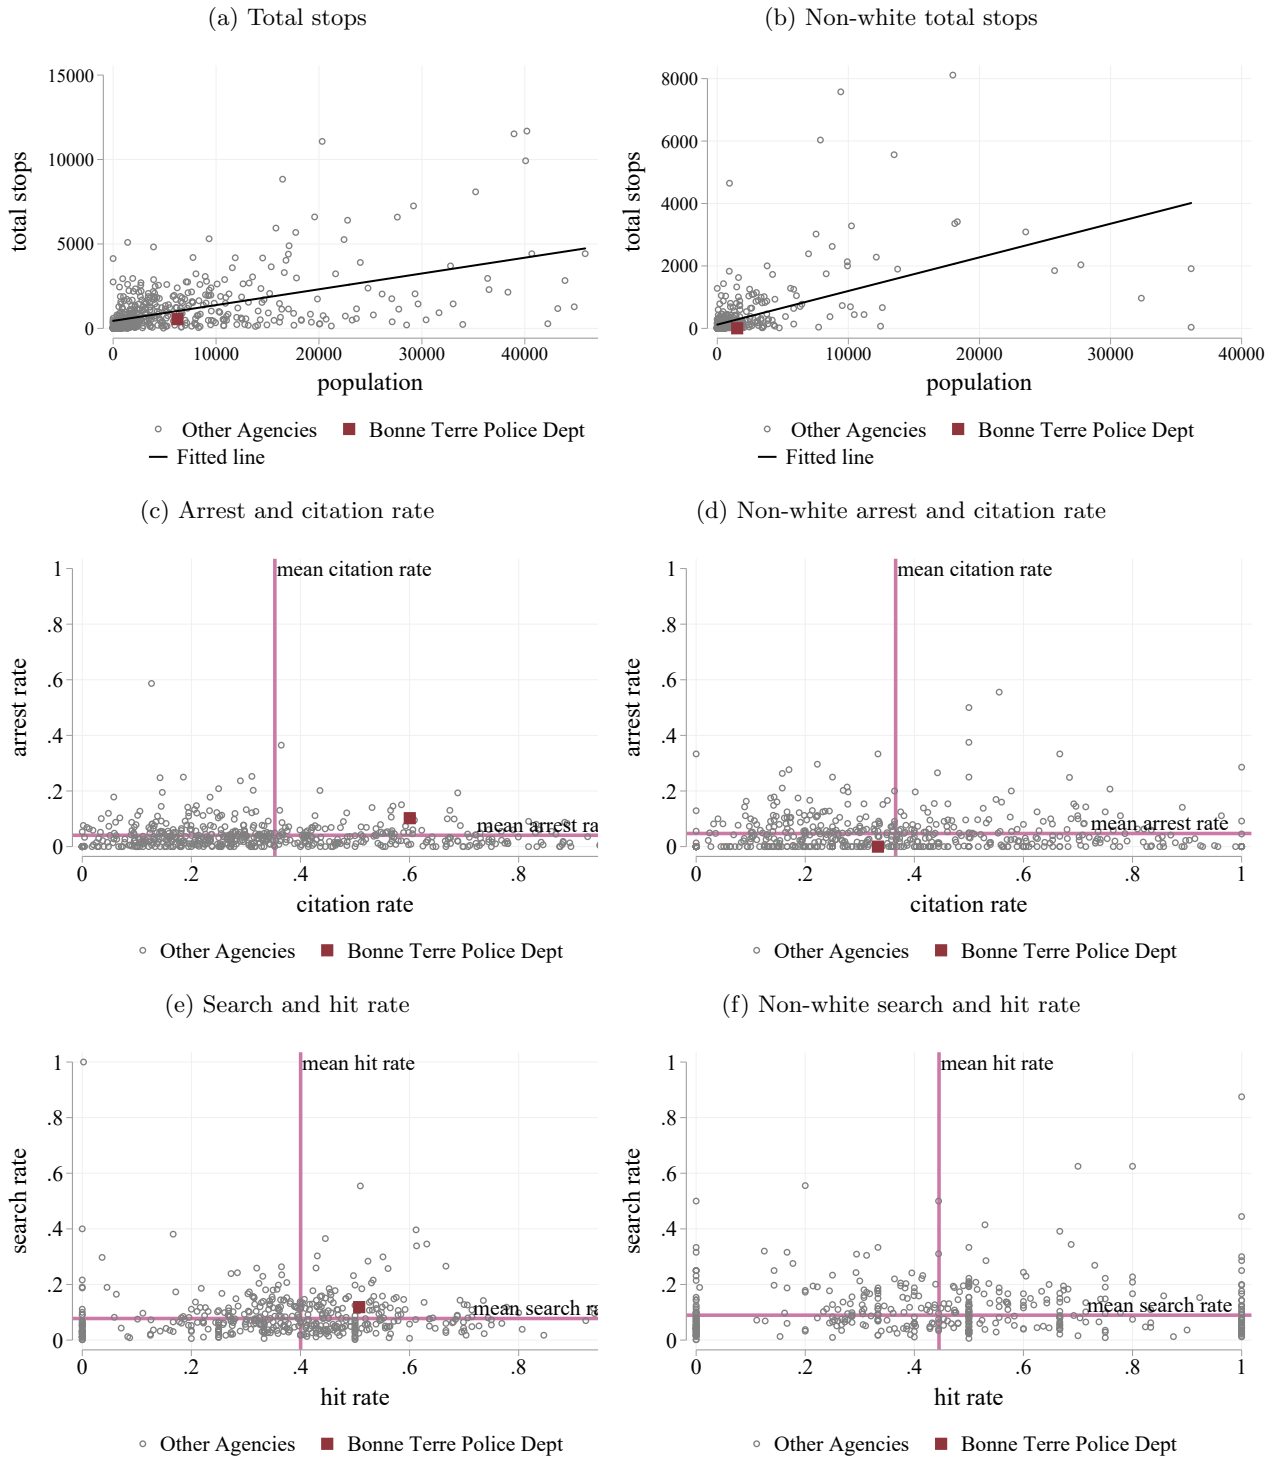 (a) Total stops
15000
10000
5000
0
total stops
0 10000 20000 30000 40000
population
Other Agencies Bonne Terre Police Dept
Fitted line
(b) Non-white total stops
8000
6000
4000
2000
0
total stops
0 10000 20000 30000 40000
population
Other Agencies Bonne Terre Police Dept
Fitted line
(c) Arrest and citation rate
mean citation rate
1
.8
.6
.4
.2
0
arrest rate
mean arrest ra
0 .2 .4 .6 .8
citation rate
Other Agencies Bonne Terre Police Dept
(d) Non-white arrest and citation rate
mean citation rate
1
.8
.6
.4
.2
0
arrest rate
mean arrest rate
0 .2 .4 .6 .8 1
citation rate
Other Agencies Bonne Terre Police Dept
(e) Search and hit rate
mean hit rate
1
.8
.6
.4
.2
0
search rate
mean search ra
0 .2 .4 .6 .8
hit rate
Other Agencies Bonne Terre Police Dept
(f) Non-white search and hit rate
mean hit rate
1
.8
.6
.4
.2
0
search rate
mean search rate
0 .2 .4 .6 .8 1
hit rate
Other Agencies Bonne Terre Police Dept